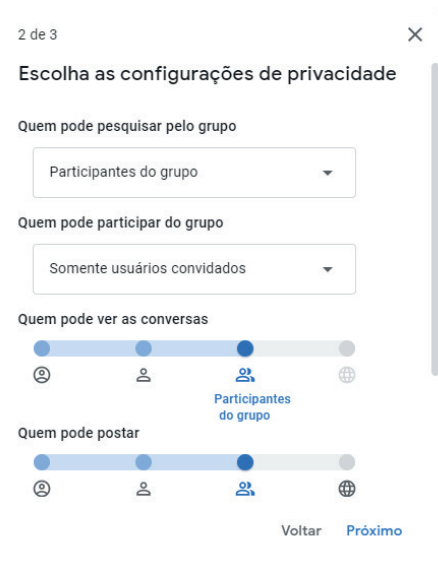 2 de 3
Escolha as configurações de privacidade
Quem pode pesquisar pelo grupo
Participantes do grupo
Quem pode participar do grupo
Somente usuários convidados
Quem pode ver as conversas
Participantes
do grupo
Quem pode postar
Voltar Próximo